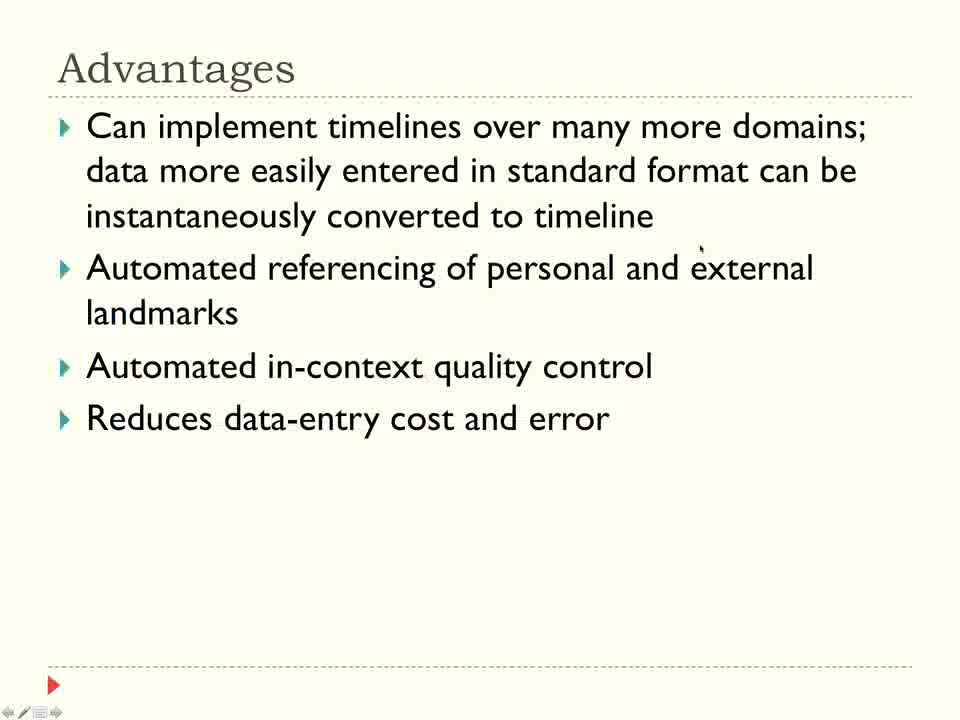 Advantages
Can implement timelines over many more domains;
data more easily entered in standard format can be
instantaneously converted to timeline
Automated referencing of personal and external
landmarks
Automated in-context quality control
Reduces data-entry cost and error